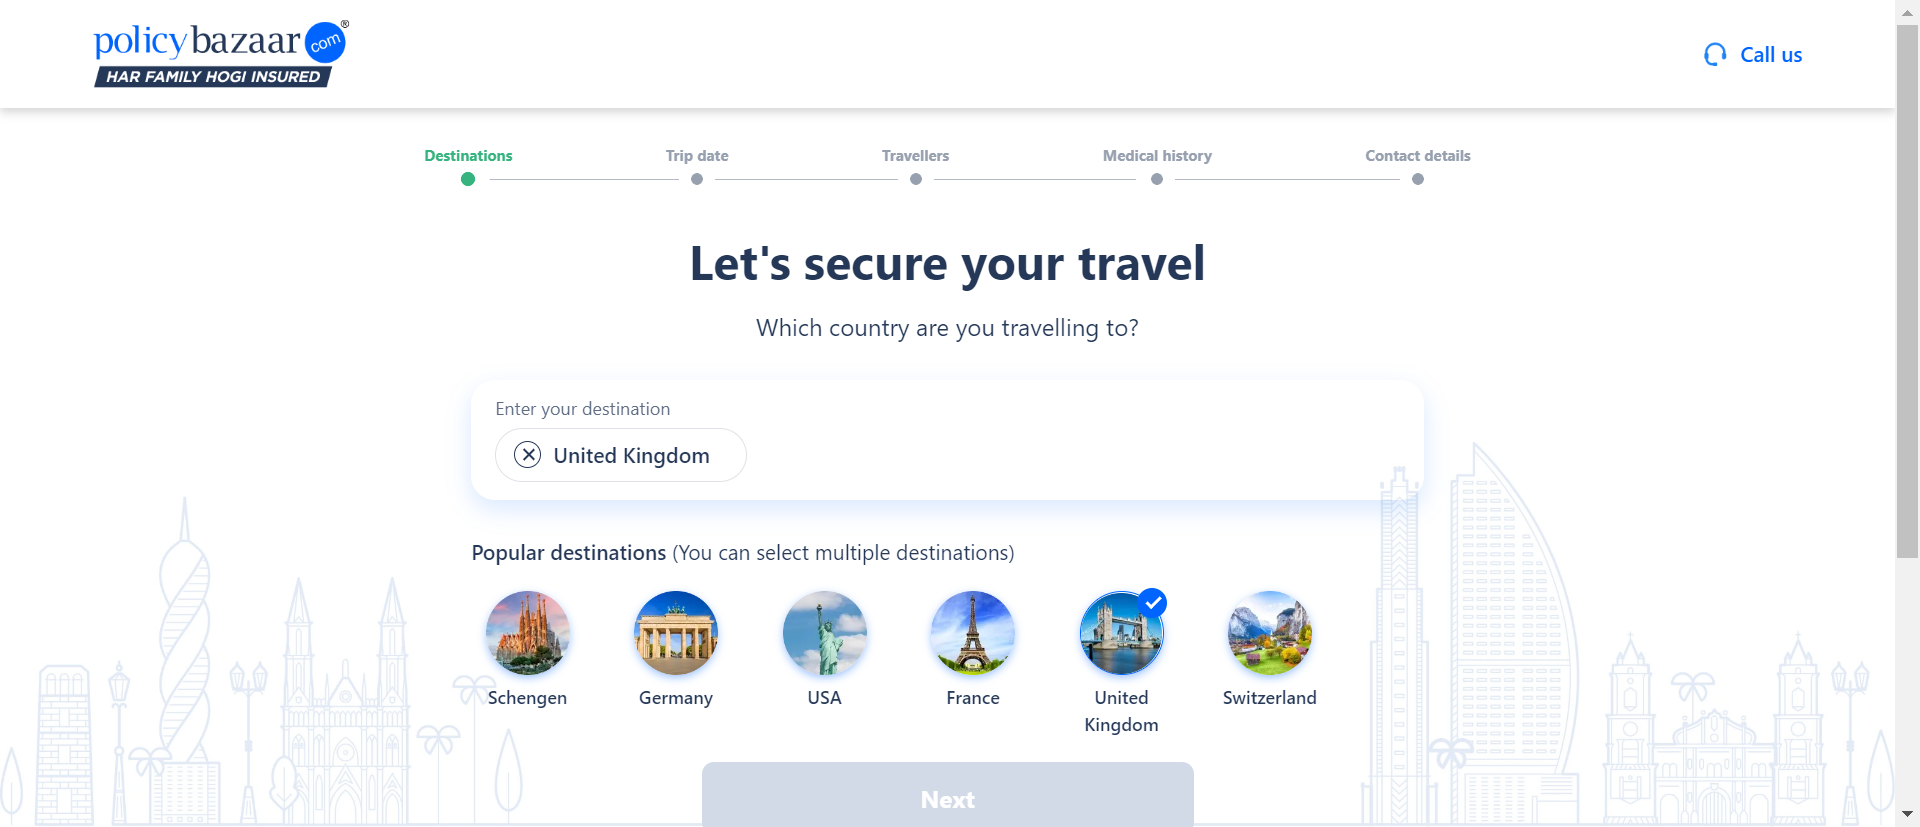 policybazaar com ®
HAR FAMILY HOGI INSURED
Call us
Destinations
Trip date
Travellers
Medical history
Contact details
Let's secure your travel
Which country are you travelling to?
Enter your destination
United Kingdom
Popular destinations (You can select multiple destinations)
Schengen
Germany
USA
France
United
Kingdom
Switzerland
Next